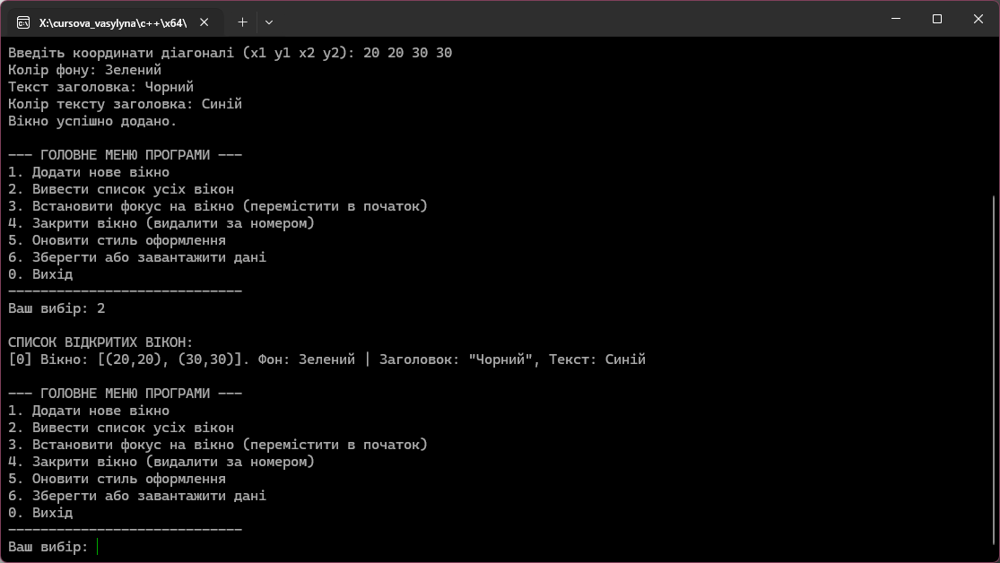 X:\cursova_vasylyna\c++\x64\
Введіть координати діагоналі (x1 y1 x2 y2): 20 20 30 30
Колір фону: Зелений
Текст заголовка: Чорний
Колір тексту заголовка: Синій
Вікно успішно додано.
--- ГОЛОВНЕ МЕНЮ ПРОГРАМИ ---
1. Додати нове вікно
2. Вивести список усіх вікон
3. Встановити фокус на вікно (перемістити в початок)
4. Закрити вікно (видалити за номером)
5. Оновити стиль оформлення
6. Зберегти або завантажити дані
0. Вихід
-----------------------------
Ваш вибір: 2
СПИСОК ВІДКРИТИХ ВІКОН:
[0] Вікно: [(20,20), (30,30)]. Фон: Зелений | Заголовок: "Чорний", Текст: Синій
--- ГОЛОВНЕ МЕНЮ ПРОГРАМИ ---
1. Додати нове вікно
2. Вивести список усіх вікон
3. Встановити фокус на вікно (перемістити в початок)
4. Закрити вікно (видалити за номером)
5. Оновити стиль оформлення
6. Зберегти або завантажити дані
0. Вихід
-----------------------------
Ваш вибір: